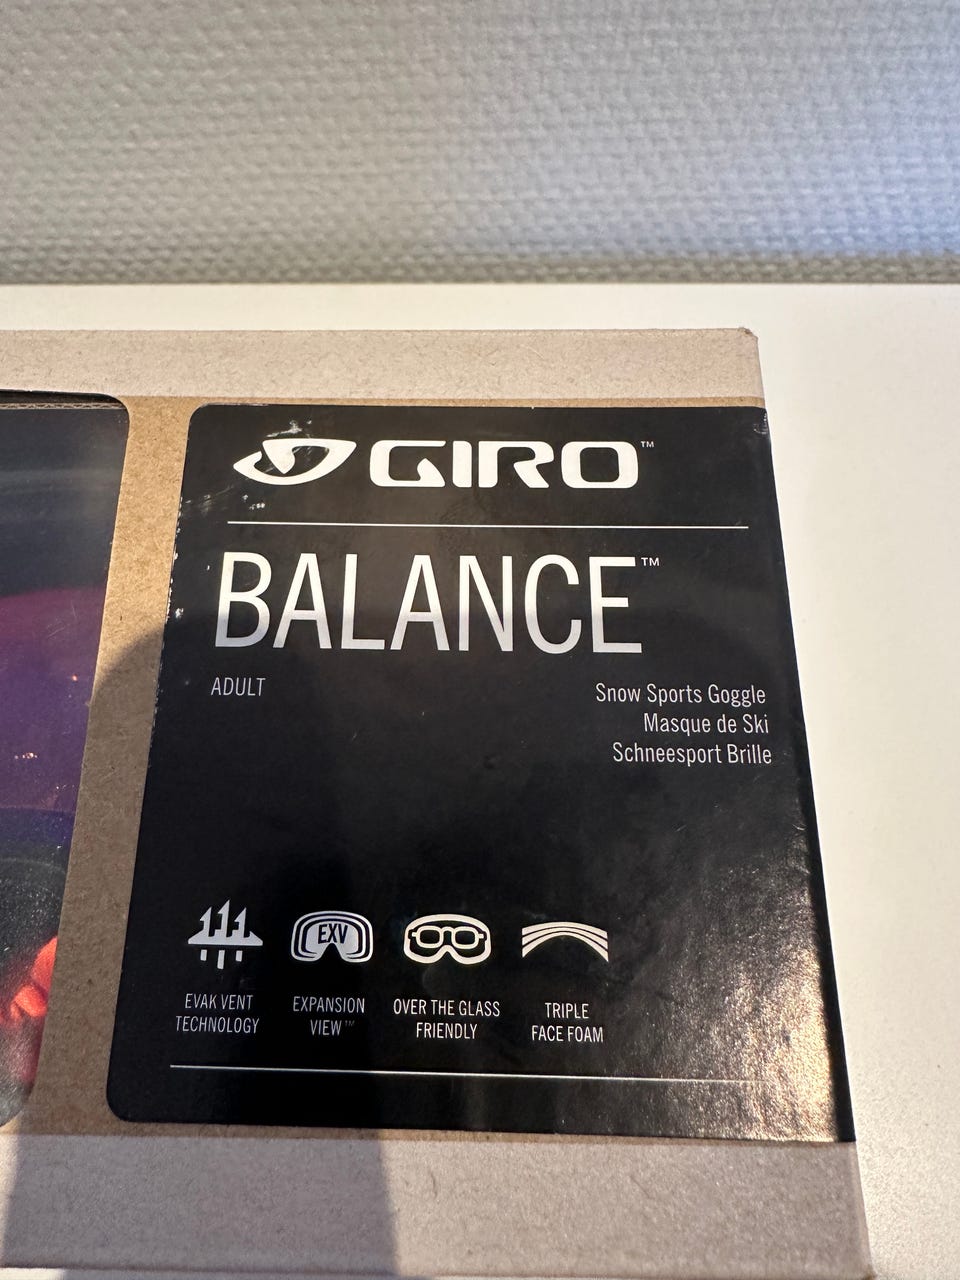 GIRO™
BALANCE™
ADULT
Snow Sports Goggle
Masque de Ski
Schneesport Brille
EXV
EVAK VENT
TECHNOLOGY
EXPANSION
VIEW™
OVER THE GLASS
FRIENDLY
TRIPLE
FACE FOAM